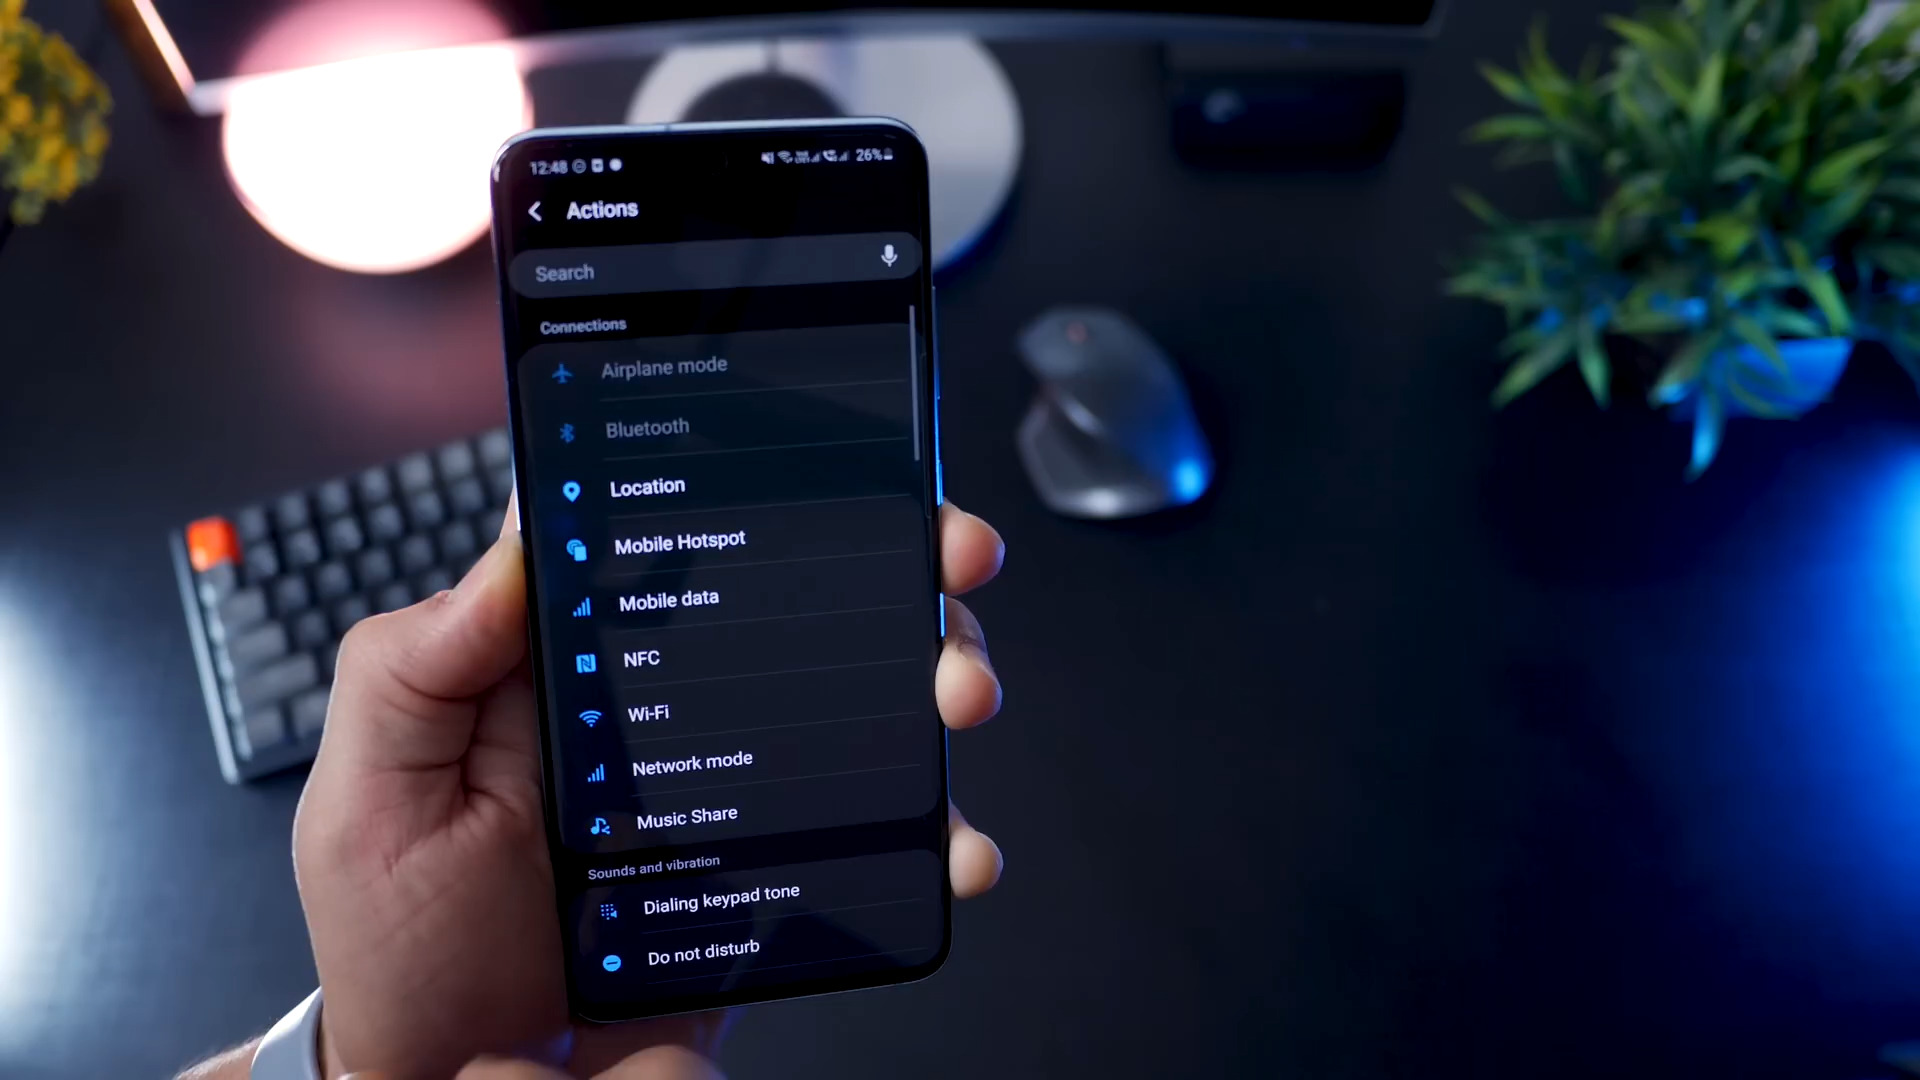 12:48 26%
Actions
Search
Connections
Airplane mode
Bluetooth
Location
Mobile Hotspot
Mobile data
NFC
Wi-Fi
Network mode
Music Share
Sounds and vibration
Dialing keypad tone
Do not disturb